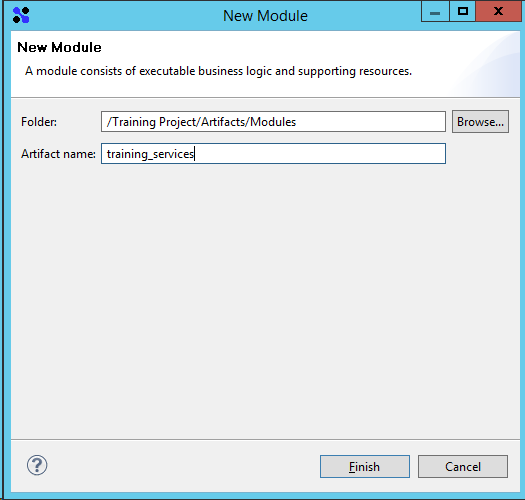 New Module
X
New Module
A module consists of executable business logic and supporting resources.
Folder: /Training Project/Artifacts/Modules Browse...
Artifact name: training_services
? Finish Cancel